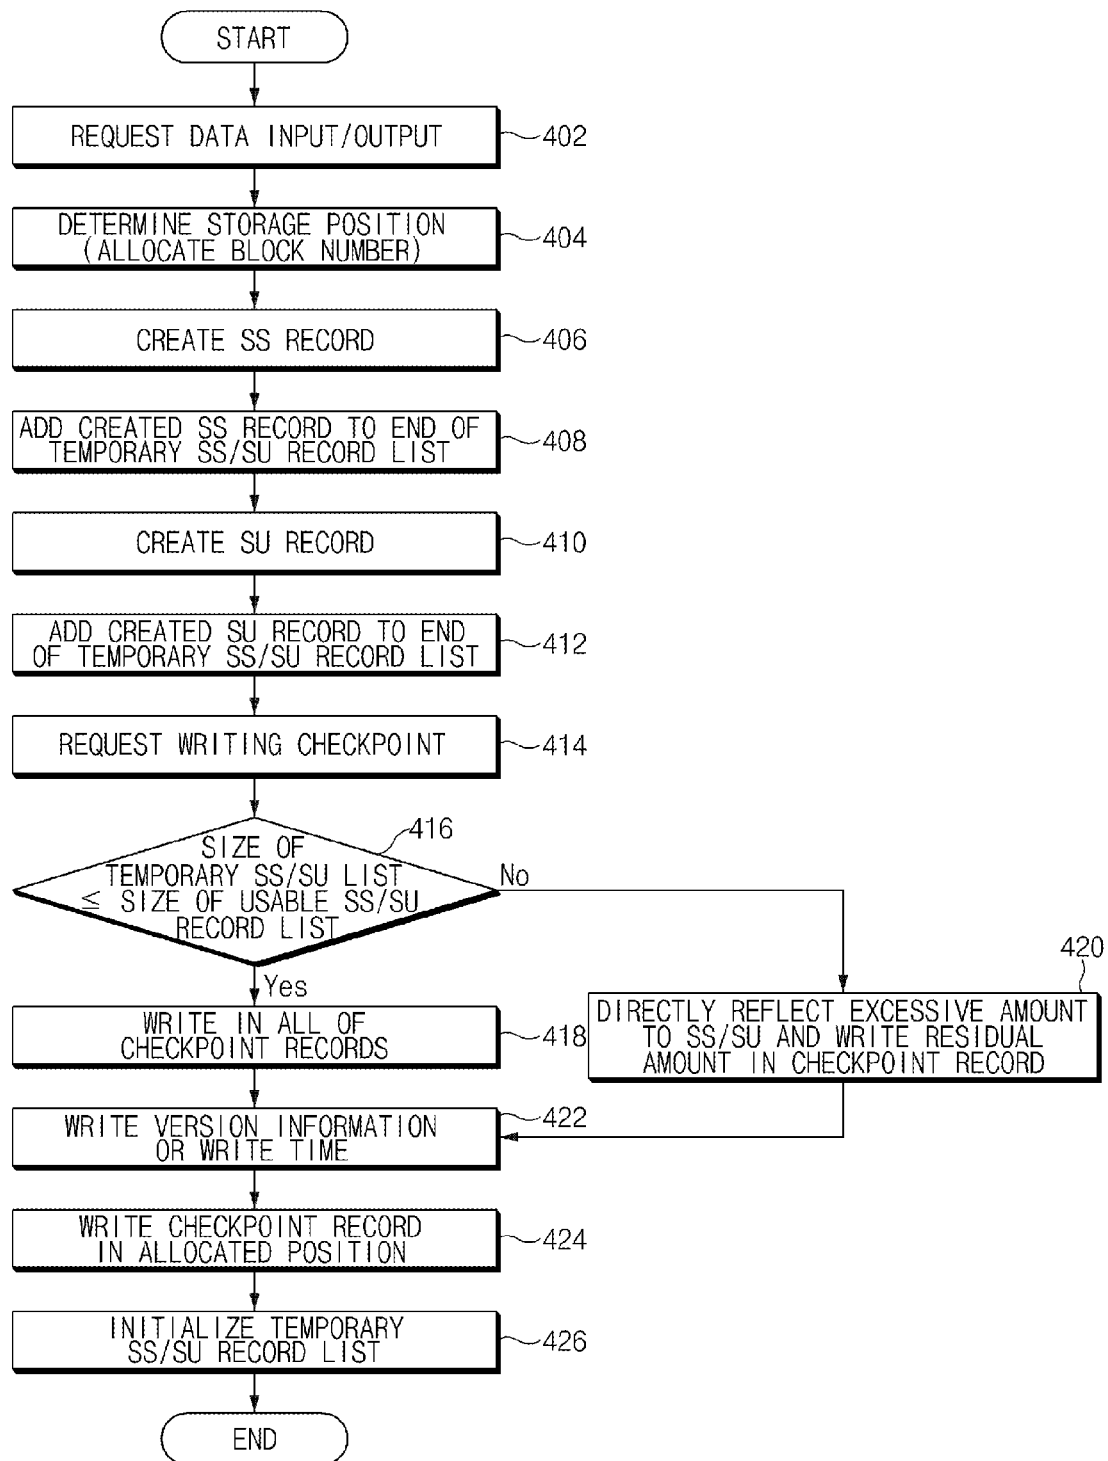 START
REQUEST DATA INPUT/OUTPUT
402
DETERMINE STORAGE POSITION
(ALLOCATE BLOCK NUMBER)
404
CREATE SS RECORD
406
ADD CREATED SS RECORD TO END OF
TEMPORARY SS/SU RECORD LIST
408
CREATE SU RECORD
410
ADD CREATED SU RECORD TO END
OF TEMPORARY SS/SU RECORD LIST
412
REQUEST WRITING CHECKPOINT
414
416
SIZE OF
TEMPORARY SS/SU LIST
≤ SIZE OF USABLE SS/SU
RECORD LIST
No
Yes
420
DIRECTLY REFLECT EXCESSIVE AMOUNT
TO SS/SU AND WRITE RESIDUAL
AMOUNT IN CHECKPOINT RECORD
WRITE IN ALL OF
CHECKPOINT RECORDS
418
WRITE VERSION INFORMATION
OR WRITE TIME
422
WRITE CHECKPOINT RECORD
IN ALLOCATED POSITION
424
INITIALIZE TEMPORARY
SS/SU RECORD LIST
426
END